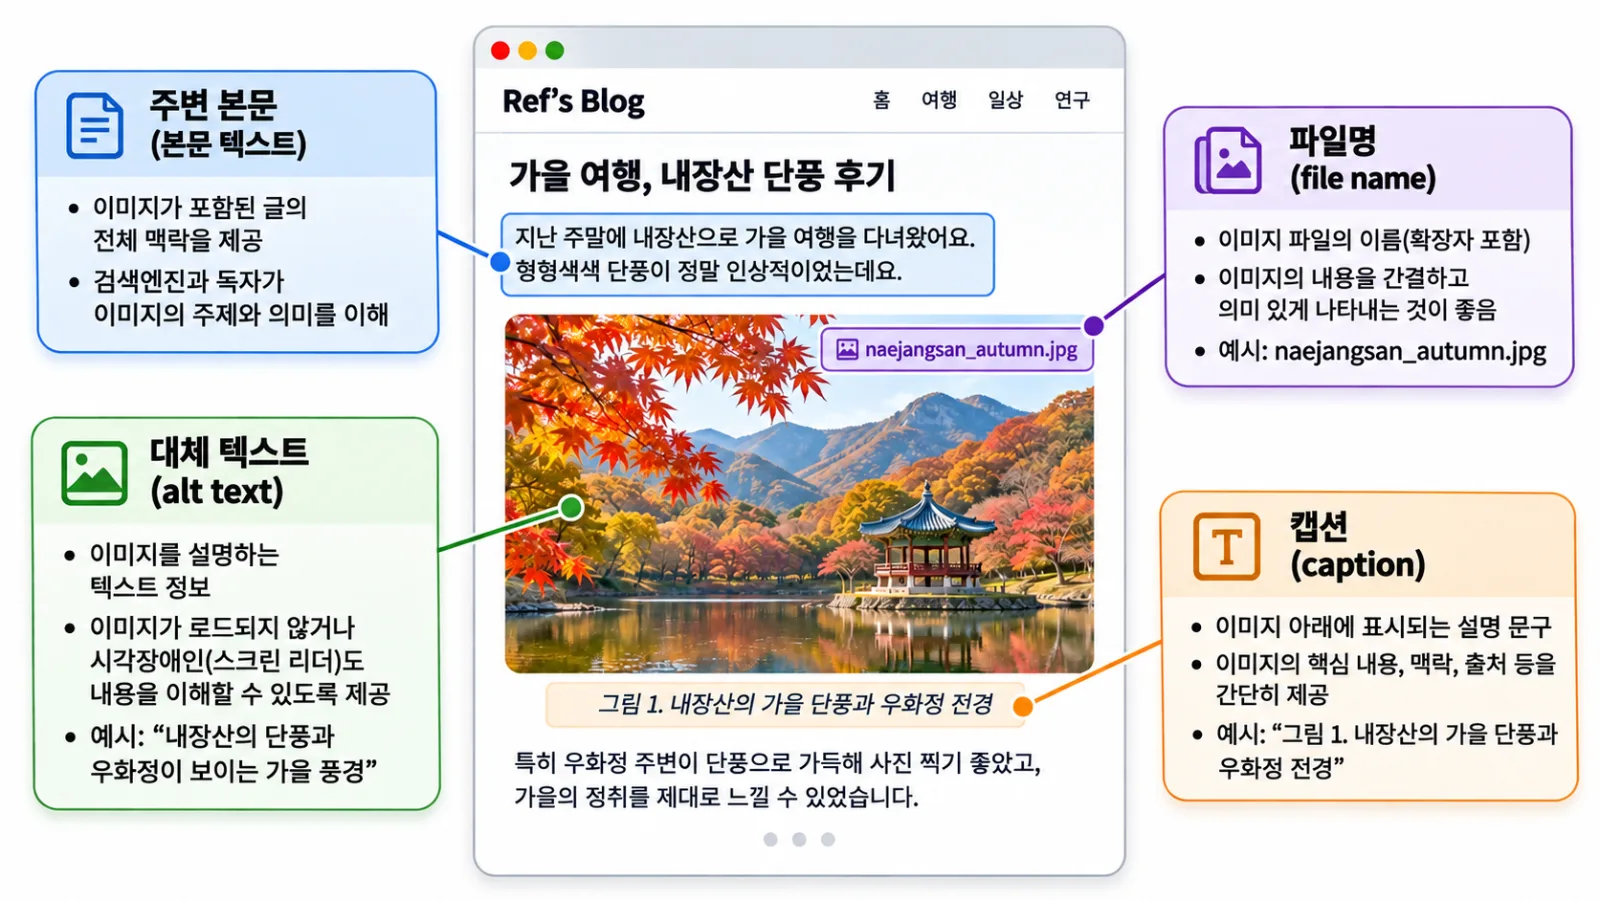 주변 본문
(본문 텍스트)
• 이미지가 포함된 글의
전체 맥락을 제공
• 검색엔진과 독자가
이미지의 주제와 의미를 이해
대체 텍스트
(alt text)
• 이미지를 설명하는
텍스트 정보
• 이미지가 로드되지 않거나
시각장애인(스크린 리더)도
내용을 이해할 수 있도록 제공
• 예시: “내장산의 단풍과
우화정이 보이는 가을 풍경”
Ref's Blog
홈 여행 일상 연구
가을 여행, 내장산 단풍 후기
지난 주말에 내장산으로 가을 여행을 다녀왔어요.
형형색색 단풍이 정말 인상적이었는데요.
naejangsan_autumn.jpg
그림 1. 내장산의 가을 단풍과 우화정 전경
특히 우화정 주변이 단풍으로 가득해 사진 찍기 좋았고,
가을의 정취를 제대로 느낄 수 있었습니다.
파일명
(file name)
• 이미지 파일의 이름(확장자 포함)
• 이미지의 내용을 간결하고
의미 있게 나타내는 것이 좋음
• 예시: naejangsan_autumn.jpg
캡션
(caption)
• 이미지 아래에 표시되는 설명 문구
• 이미지의 핵심 내용, 맥락, 출처 등을
간단히 제공
• 예시: “그림 1. 내장산의 가을 단풍과
우화정 전경”